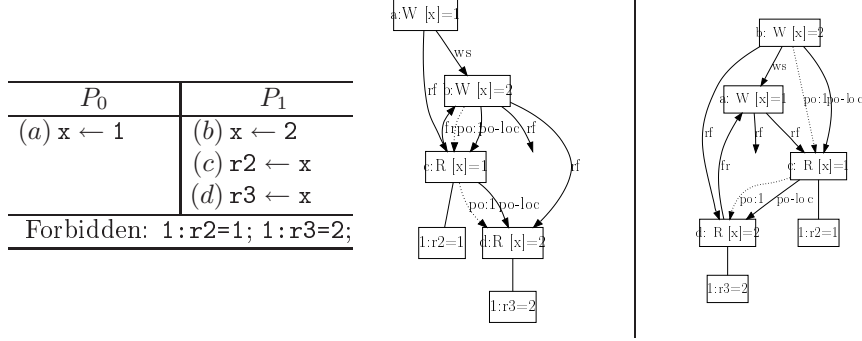 P0 P1
(a) x ← 1 (b) x ← 2
(c) r2 ← x
(d) r3 ← x
Forbidden: 1:r2=1; 1:r3=2;
a:W [x]=1
ws
rf
b:W [x]=2
fr
po:1
po-loc
rf
rf
c:R [x]=1
po:1
po-loc
1:r2=1
d:R [x]=2
1:r3=2
b: W [x]=2
ws
a: W [x]=1
po:1
po-loc
rf
rf
rf
fr
c: R [x]=1
po:1
po-loc
d: R [x]=2
1:r2=1
1:r3=2